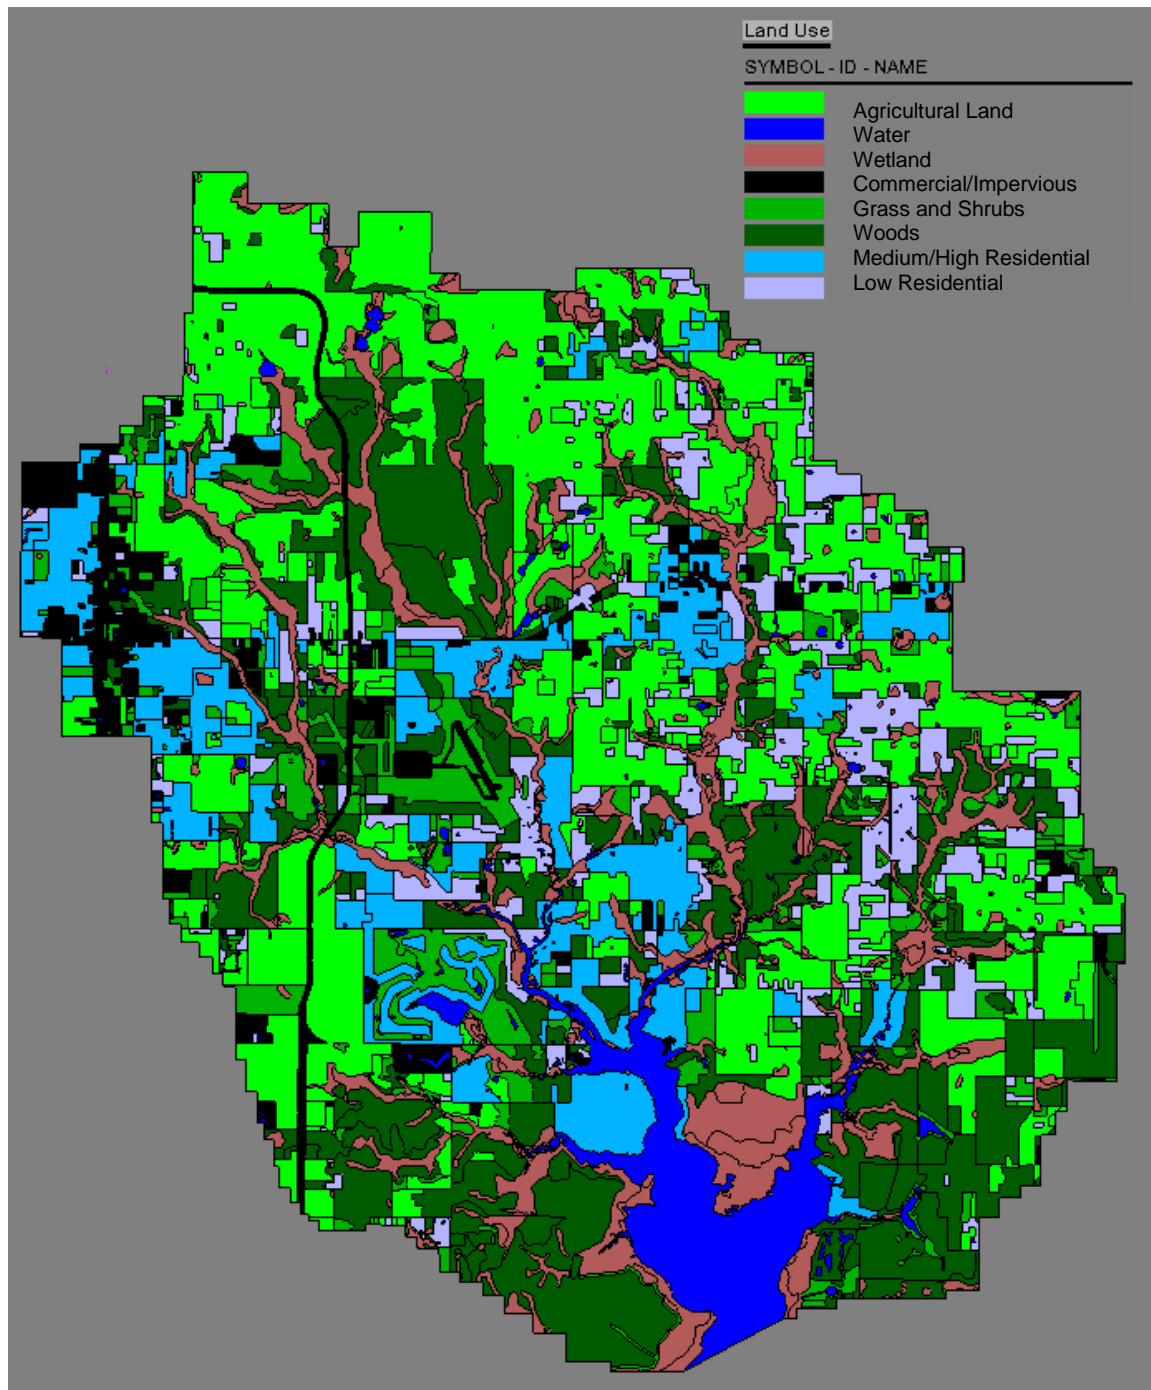 Land Use
SYMBOL - ID - NAME
Agricultural Land
Water
Wetland
Commercial/Impervious
Grass and Shrubs
Woods
Medium/High Residential
Low Residential